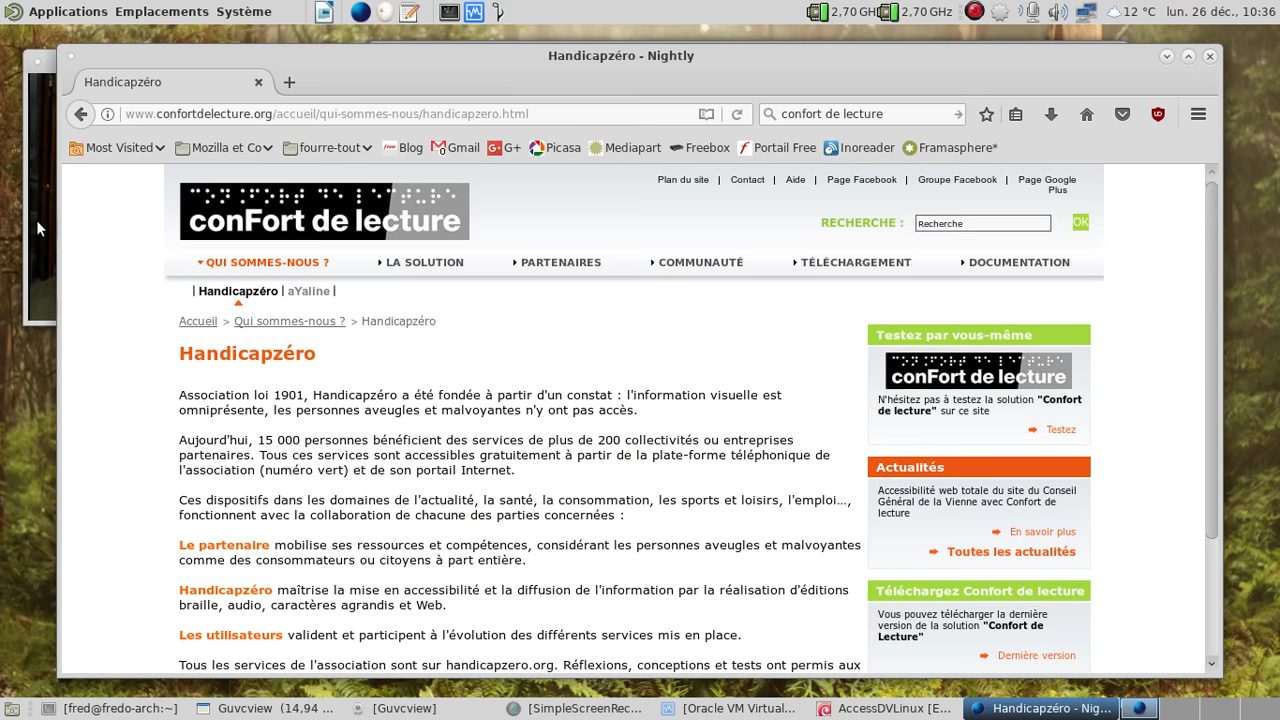 Applications Emplacements Système
2,70 GH 2,70 GHz 12 °C lun. 26 déc., 10:36
Handicapzéro - Nightly
Handicapzéro
www.confortdelecture.org/accueil/qui-sommes-nous/handicapzero.html
confort de lecture
Most Visited Mozilla et Co fourre-tout Blog Gmail G+ Picasa Mediapart Freebox Portail Free Inoreader Framasphere*
Plan du site | Contact | Aide | Page Facebook | Groupe Facebook | Page Google Plus
conFort de lecture
RECHERCHE : Recherche OK
QUI SOMMES-NOUS ? LA SOLUTION PARTENAIRES COMMUNAUTÉ TÉLÉCHARGEMENT DOCUMENTATION
| Handicapzéro | aYaline |
Accueil > Qui sommes-nous ? > Handicapzéro
Handicapzéro
Association loi 1901, Handicapzéro a été fondée à partir d'un constat : l'information visuelle est
omniprésente, les personnes aveugles et malvoyantes n'y ont pas accès.
Aujourd'hui, 15 000 personnes bénéficient des services de plus de 200 collectivités ou entreprises
partenaires. Tous ces services sont accessibles gratuitement à partir de la plate-forme téléphonique de
l'association (numéro vert) et de son portail Internet.
Ces dispositifs dans les domaines de l'actualité, la santé, la consommation, les sports et loisirs, l'emploi...,
fonctionnent avec la collaboration de chacune des parties concernées :
Le partenaire mobilise ses ressources et compétences, considérant les personnes aveugles et malvoyantes
comme des consommateurs ou citoyens à part entière.
Handicapzéro maîtrise la mise en accessibilité et la diffusion de l'information par la réalisation d'éditions
braille, audio, caractères agrandis et Web.
Les utilisateurs valident et participent à l'évolution des différents services mis en place.
Tous les services de l'association sont sur handicapzero.org. Réflexions, conceptions et tests ont permis aux
Testez par vous-même
conFort de lecture
N'hésitez pas à testez la solution "Confort
de lecture" sur ce site
Testez
Actualités
Accessibilité web totale du site du Conseil
Général de la Vienne avec Confort de
lecture
En savoir plus
Toutes les actualités
Téléchargez Confort de lecture
Vous pouvez télécharger la dernière
version de la solution "Confort de
Lecture"
Dernière version
[fred@fredo-arch:~] Guvcview (14,94 ... [Guvcview] [SimpleScreenRec... [Oracle VM Virtual... AccessDVLinux [E... Handicapzéro - Nig...